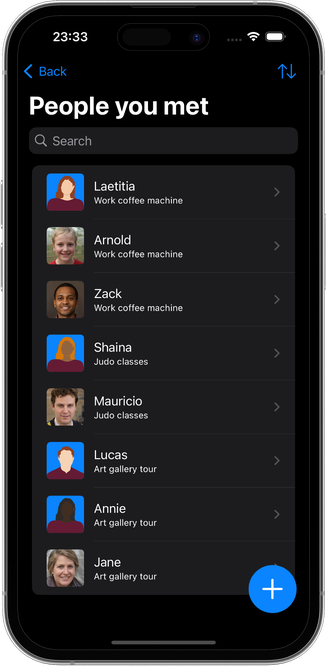 23:33
Back
People you met
Search
Laetitia
Work coffee machine
Arnold
Work coffee machine
Zack
Work coffee machine
Shaina
Judo classes
Mauricio
Judo classes
Lucas
Art gallery tour
Annie
Art gallery tour
Jane
Art gallery tour